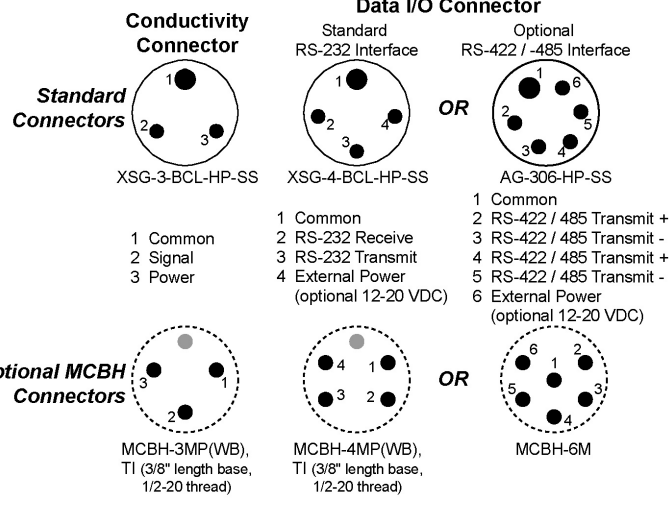 Data I/O Connector
Conductivity
Connector
Standard
RS-232 Interface
Optional
RS-422 / -485 Interface
Standard
Connectors
1
2
3
1
2
3
4
OR
1
2
3
4
5
6
XSG-3-BCL-HP-SS
XSG-4-BCL-HP-SS
AG-306-HP-SS
1 Common
2 Signal
3 Power
1 Common
2 RS-232 Receive
3 RS-232 Transmit
4 External Power
(optional 12-20 VDC)
1 Common
2 RS-422 / 485 Transmit +
3 RS-422 / 485 Transmit -
4 RS-422 / 485 Transmit +
5 RS-422 / 485 Transmit -
6 External Power
(optional 12-20 VDC)
ptional MCBH
Connectors
3
1
2
4
1
3
2
OR
6
2
1
5
3
4
MCBH-3MP(WB),
TI (3/8" length base,
1/2-20 thread)
MCBH-4MP(WB),
TI (3/8" length base,
1/2-20 thread)
MCBH-6M